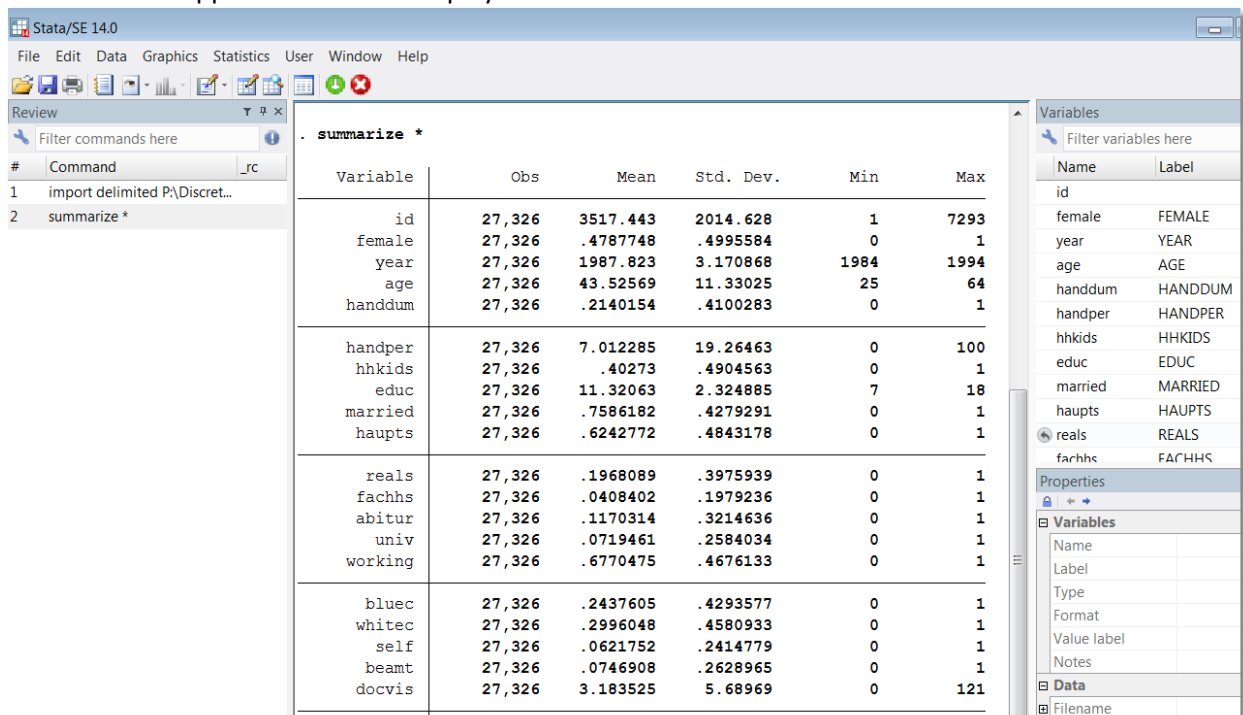 Stata/SE 14.0
File Edit Data Graphics Statistics User Window Help
Review
Filter commands here
# Command _rc
1 import delimited P:\Discret...
2 summarize *
. summarize *
Variable Obs Mean Std. Dev. Min Max
id 27,326 3517.443 2014.628 1 7293
female 27,326 .4787748 .4995584 0 1
year 27,326 1987.823 3.170868 1984 1994
age 27,326 43.52569 11.33025 25 64
handdum 27,326 .2140154 .4100283 0 1
handper 27,326 7.012285 19.26463 0 100
hhkids 27,326 .40273 .4904563 0 1
educ 27,326 11.32063 2.324885 7 18
married 27,326 .7586182 .4279291 0 1
haupts 27,326 .6242772 .4843178 0 1
reals 27,326 .1968089 .3975939 0 1
fachhs 27,326 .0408402 .1979236 0 1
abitur 27,326 .1170314 .3214636 0 1
univ 27,326 .0719461 .2584034 0 1
working 27,326 .6770475 .4676133 0 1
bluec 27,326 .2437605 .4293577 0 1
whitec 27,326 .2996048 .4580933 0 1
self 27,326 .0621752 .2414779 0 1
beamt 27,326 .0746908 .2628965 0 1
docvis 27,326 3.183525 5.68969 0 121
Variables
Filter variables here
Name Label
id
female FEMALE
year YEAR
age AGE
handdum HANDDUM
handper HANDPER
hhkids HHKIDS
educ EDUC
married MARRIED
haupts HAUPTS
reals REALS
fachhs FACHHS
Properties
Variables
Name
Label
Type
Format
Value label
Notes
Data
Filename